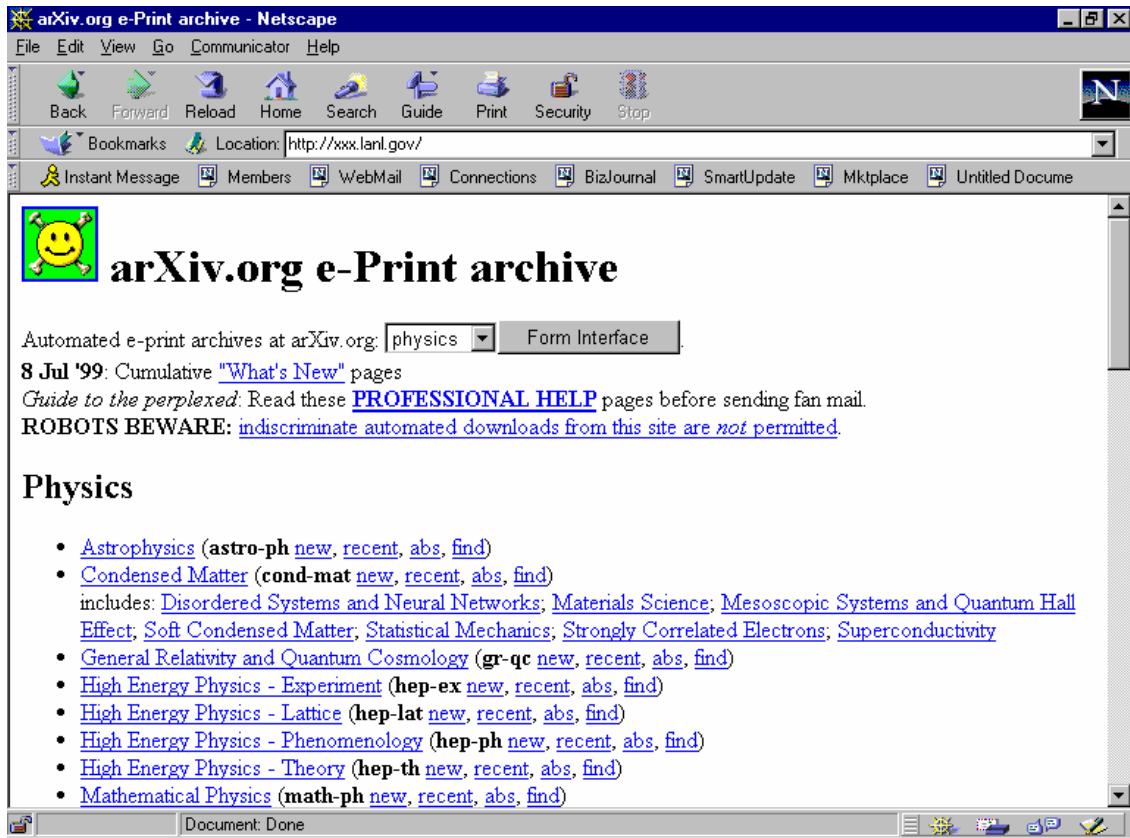 arXiv.org e-Print archive - Netscape
File Edit View Go Communicator Help
Back Forward Reload Home Search Guide Print Security Stop
N
Bookmarks Location: http://xxx.lanl.gov/
Instant Message Members WebMail Connections BizJournal SmartUpdate Mktplace Untitled Docume
arXiv.org e-Print archive
Automated e-print archives at arXiv.org: physics Form Interface .
8 Jul '99: Cumulative "What's New" pages
Guide to the perplexed: Read these PROFESSIONAL HELP pages before sending fan mail.
ROBOTS BEWARE: indiscriminate automated downloads from this site are not permitted.
Physics
• Astrophysics (astro-ph new, recent, abs, find)
• Condensed Matter (cond-mat new, recent, abs, find)
includes: Disordered Systems and Neural Networks; Materials Science; Mesoscopic Systems and Quantum Hall
Effect; Soft Condensed Matter; Statistical Mechanics; Strongly Correlated Electrons; Superconductivity
• General Relativity and Quantum Cosmology (gr-qc new, recent, abs, find)
• High Energy Physics - Experiment (hep-ex new, recent, abs, find)
• High Energy Physics - Lattice (hep-lat new, recent, abs, find)
• High Energy Physics - Phenomenology (hep-ph new, recent, abs, find)
• High Energy Physics - Theory (hep-th new, recent, abs, find)
• Mathematical Physics (math-ph new, recent, abs, find)
Document: Done